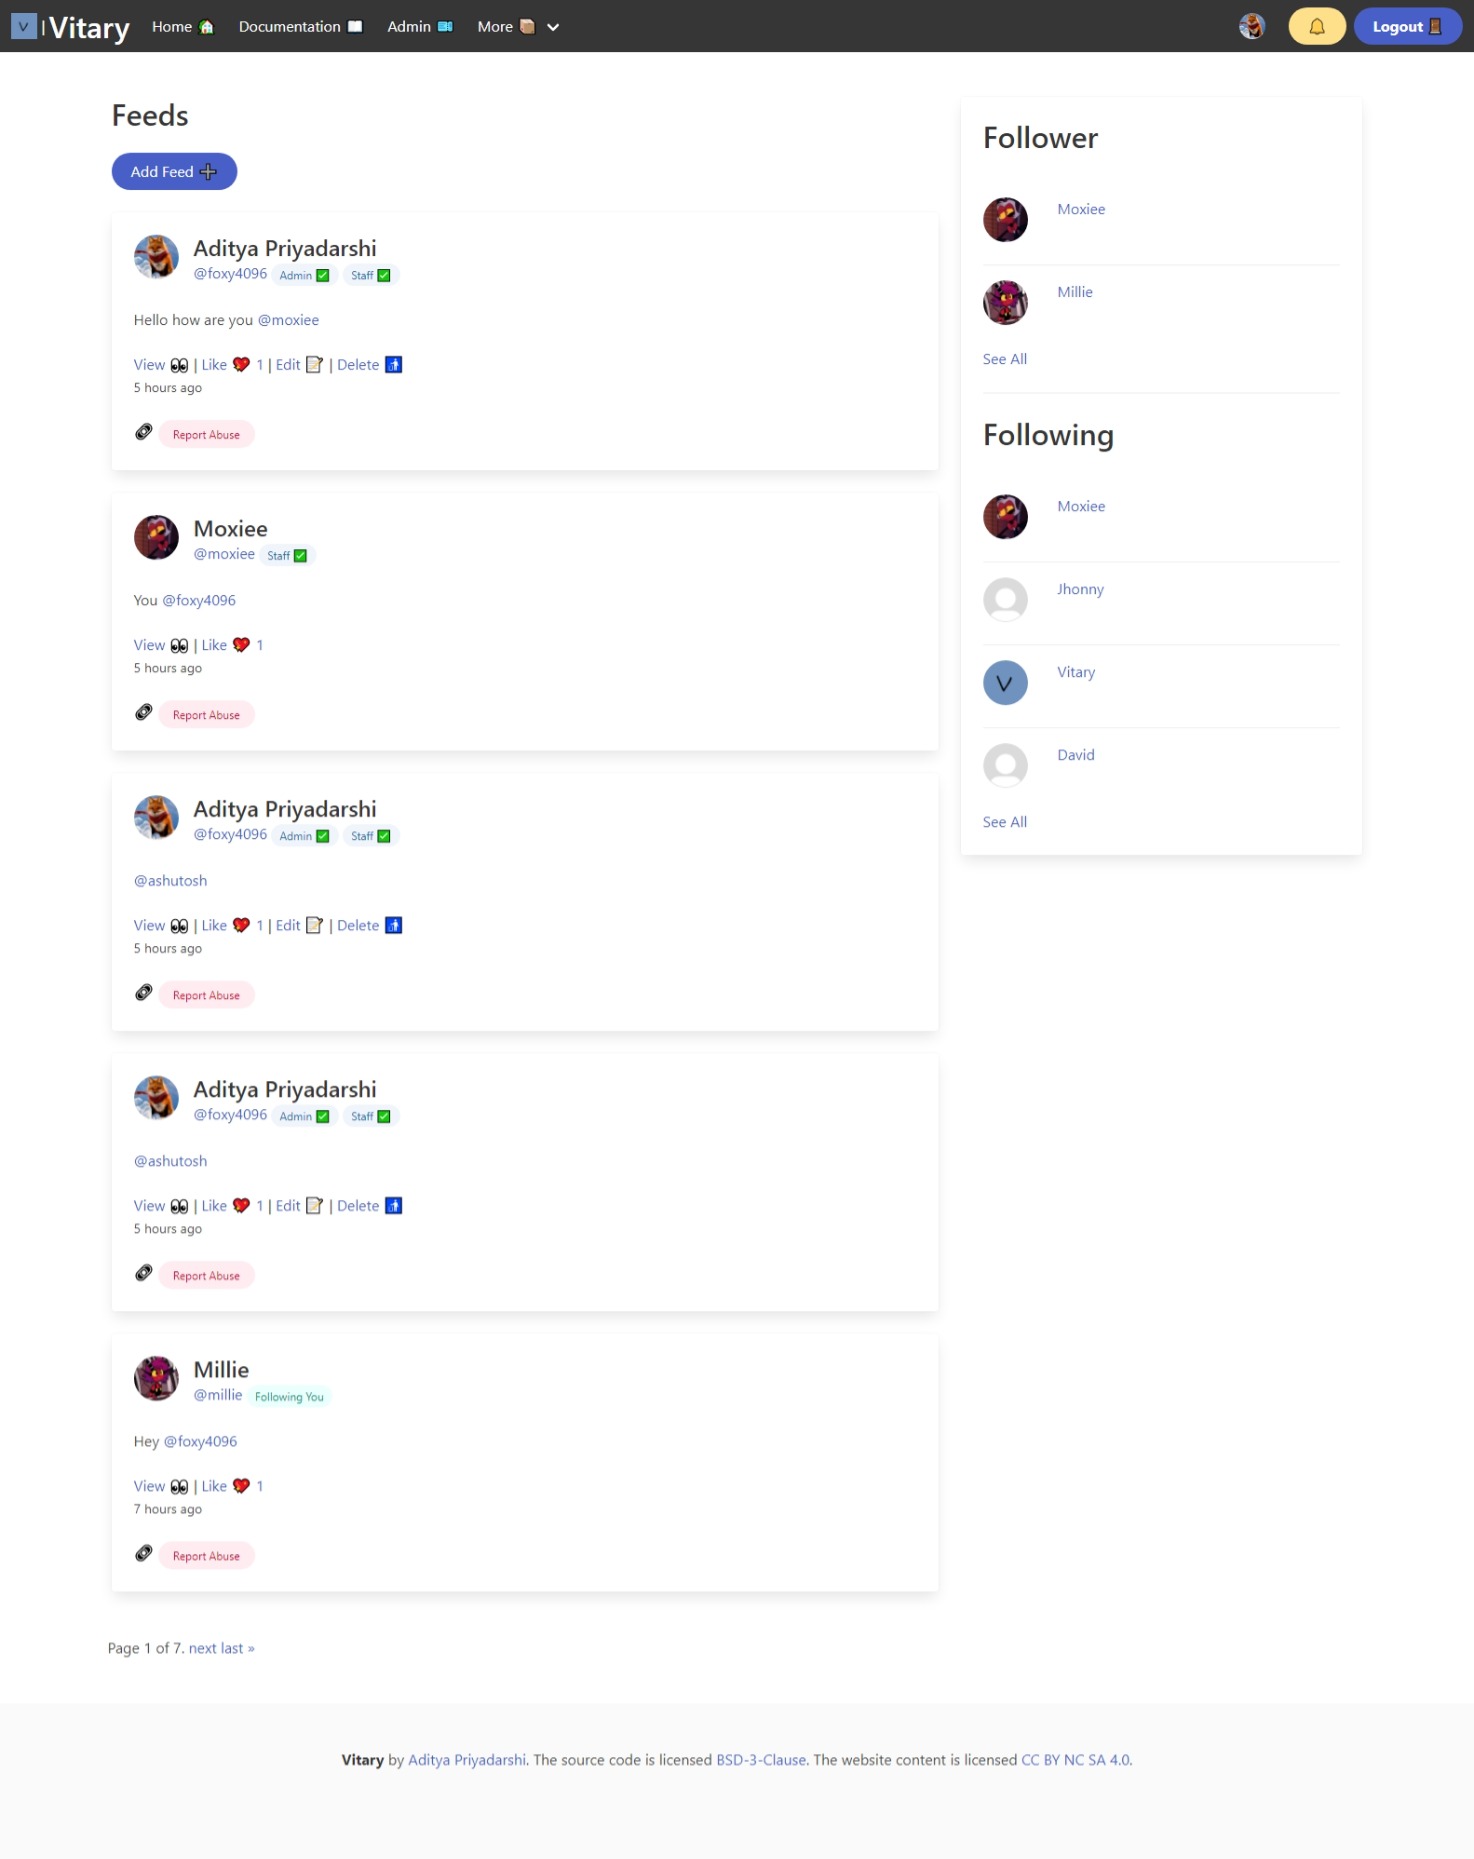 V | Vitary Home Documentation Admin More Logout
Feeds
Add Feed
Aditya Priyadarshi
@foxy4096 Admin Staff
Hello how are you @moxiee
View | Like 1 | Edit | Delete
5 hours ago
Report Abuse
Moxiee
@moxiee Staff
You @foxy4096
View | Like 1
5 hours ago
Report Abuse
Aditya Priyadarshi
@foxy4096 Admin Staff
@ashutosh
View | Like 1 | Edit | Delete
5 hours ago
Report Abuse
Aditya Priyadarshi
@foxy4096 Admin Staff
@ashutosh
View | Like 1 | Edit | Delete
5 hours ago
Report Abuse
Millie
@millie Following You
Hey @foxy4096
View | Like 1
7 hours ago
Report Abuse
Page 1 of 7. next last »
Follower
Moxiee
Millie
See All
Following
Moxiee
Jhonny
V Vitary
David
See All
Vitary by Aditya Priyadarshi. The source code is licensed BSD-3-Clause. The website content is licensed CC BY NC SA 4.0.